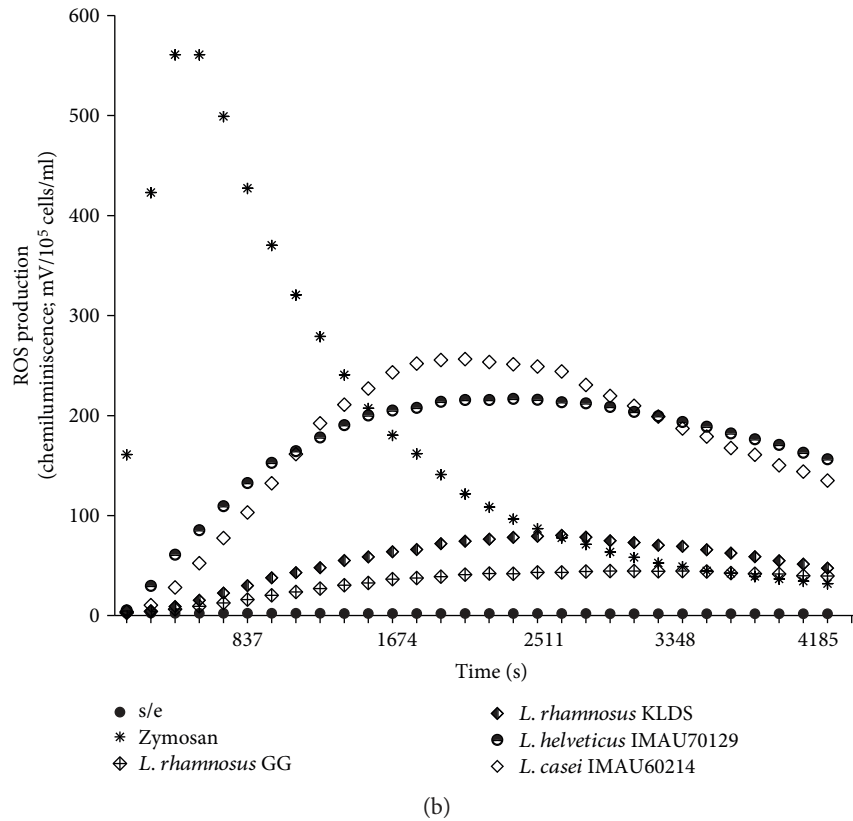 600
500
400
300
200
100
0
ROS production
(chemiluminiscence; mV/10⁵ cells/ml)
837
1674
2511
3348
4185
Time (s)
s/e
Zymosan
L. rhamnosus GG
L. rhamnosus KLDS
L. helveticus IMAU70129
L. casei IMAU60214
(b)